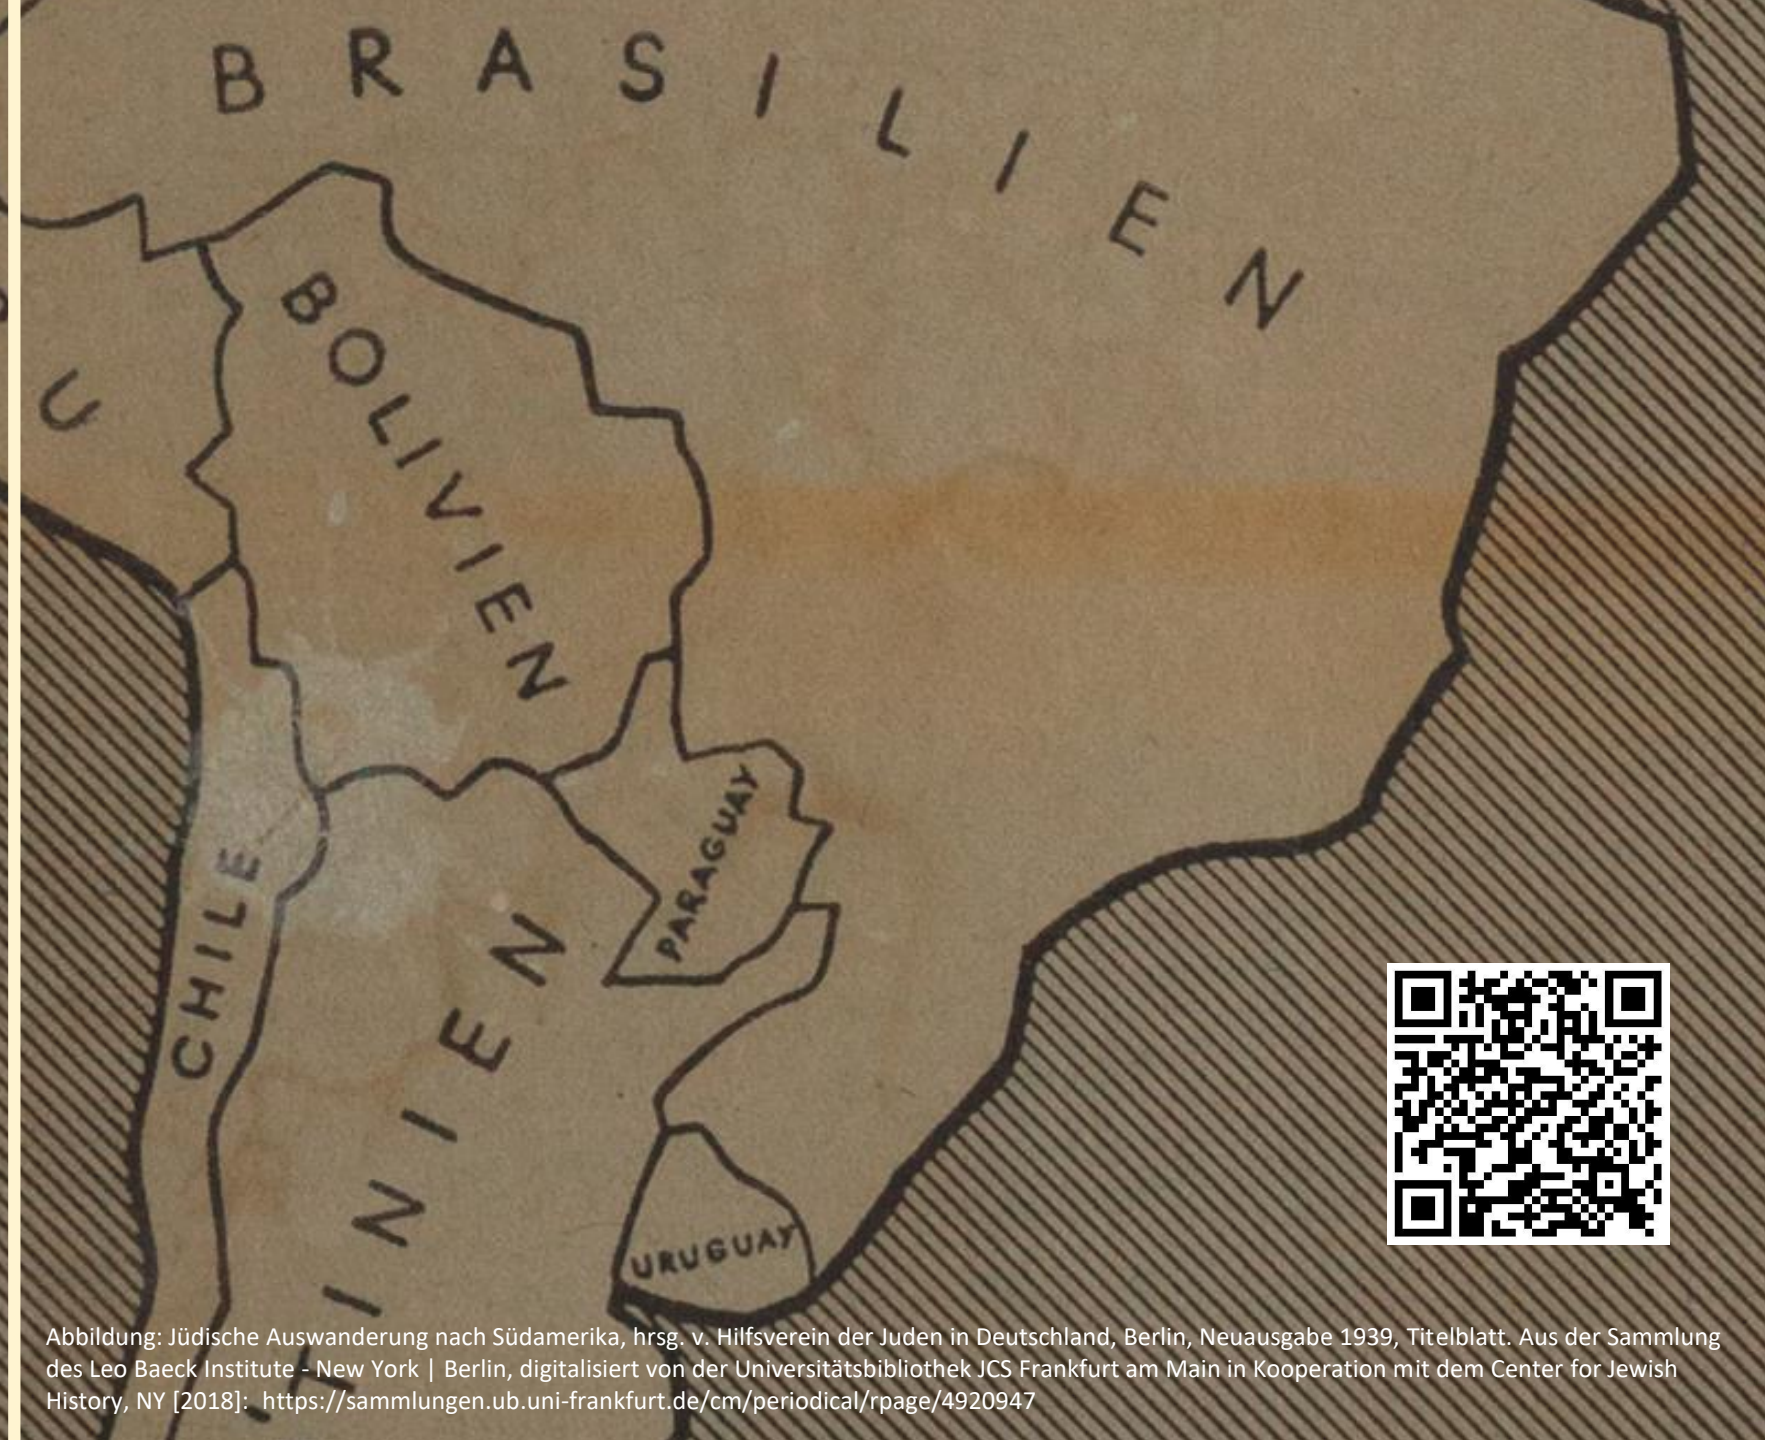 BRASILIEN
BOLIVIEN
U
PARAGUAY
CHILE
INIEN
URUGUAY
Abbildung: Jüdische Auswanderung nach Südamerika, hrsg. v. Hilfsverein der Juden in Deutschland, Berlin, Neuausgabe 1939, Titelblatt. Aus der Sammlung
des Leo Baeck Institute - New York | Berlin, digitalisiert von der Universitätsbibliothek JCS Frankfurt am Main in Kooperation mit dem Center for Jewish
History, NY [2018]: https://sammlungen.ub.uni-frankfurt.de/cm/periodical/rpage/4920947